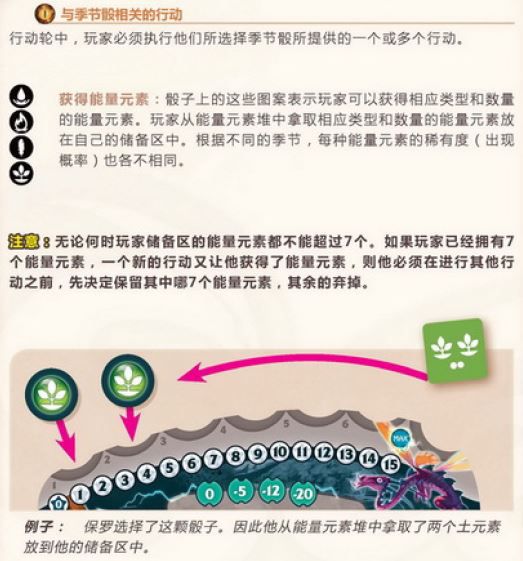 与季节骰相关的行动
行动轮中，玩家必须执行他们所选择季节骰所提供的一个或多个行动。
获得能量元素：骰子上的这些图案表示玩家可以获得相应类型和数量
的能量元素。玩家从能量元素堆中拿取相应类型和数量的能量元素放
在自己的储备区中。根据不同的季节，每种能量元素的稀有度（出现
概率）也各不相同。
注意：无论何时玩家储备区的能量元素都不能超过7个。如果玩家已经拥有7
个能量元素，一个新的行动又让他获得了能量元素，则他必须在进行其他行
动之前，先决定保留其中哪7个能量元素，其余的弃掉。
1 2 3 4 5 6 MAX
0 1 2 3 4 5 6 7 8 9 10 11 12 13 14 15
0 -5 -12 -20
例子： 保罗选择了这颗骰子。因此他从能量元素堆中拿取了两个土元素
放到他的储备区中。